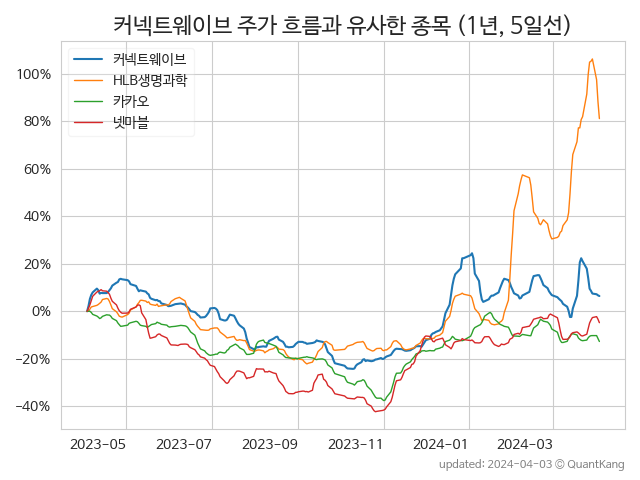 커넥트웨이브 주가 흐름과 유사한 종목 (1년, 5일선)
커넥트웨이브
HLB생명과학
카카오
넷마블
100%
80%
60%
40%
20%
0%
−20%
−40%
2023-05
2023-07
2023-09
2023-11
2024-01
2024-03
updated: 2024-04-03 © QuantKang